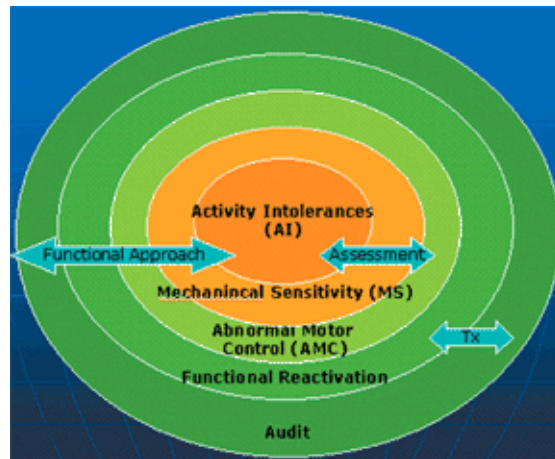 Activity Intolerances
(AI)
Functional Approach
Assessment
Mechanincal Sensitivity (MS)
Abnormal Motor
Control (AMC)
Tx
Functional Reactivation
Audit